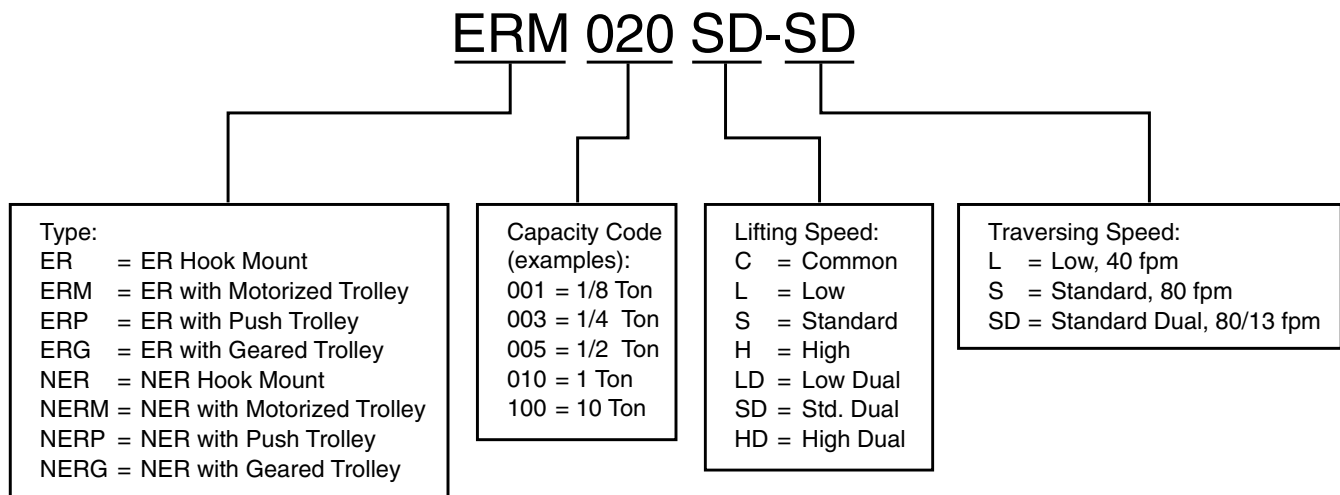 ERM 020 SD-SD
Type:
ER = ER Hook Mount
ERM = ER with Motorized Trolley
ERP = ER with Push Trolley
ERG = ER with Geared Trolley
NER = NER Hook Mount
NERM = NER with Motorized Trolley
NERP = NER with Push Trolley
NERG = NER with Geared Trolley
Capacity Code
(examples):
001 = 1/8 Ton
003 = 1/4 Ton
005 = 1/2 Ton
010 = 1 Ton
100 = 10 Ton
Lifting Speed:
C = Common
L = Low
S = Standard
H = High
LD = Low Dual
SD = Std. Dual
HD = High Dual
Traversing Speed:
L = Low, 40 fpm
S = Standard, 80 fpm
SD = Standard Dual, 80/13 fpm